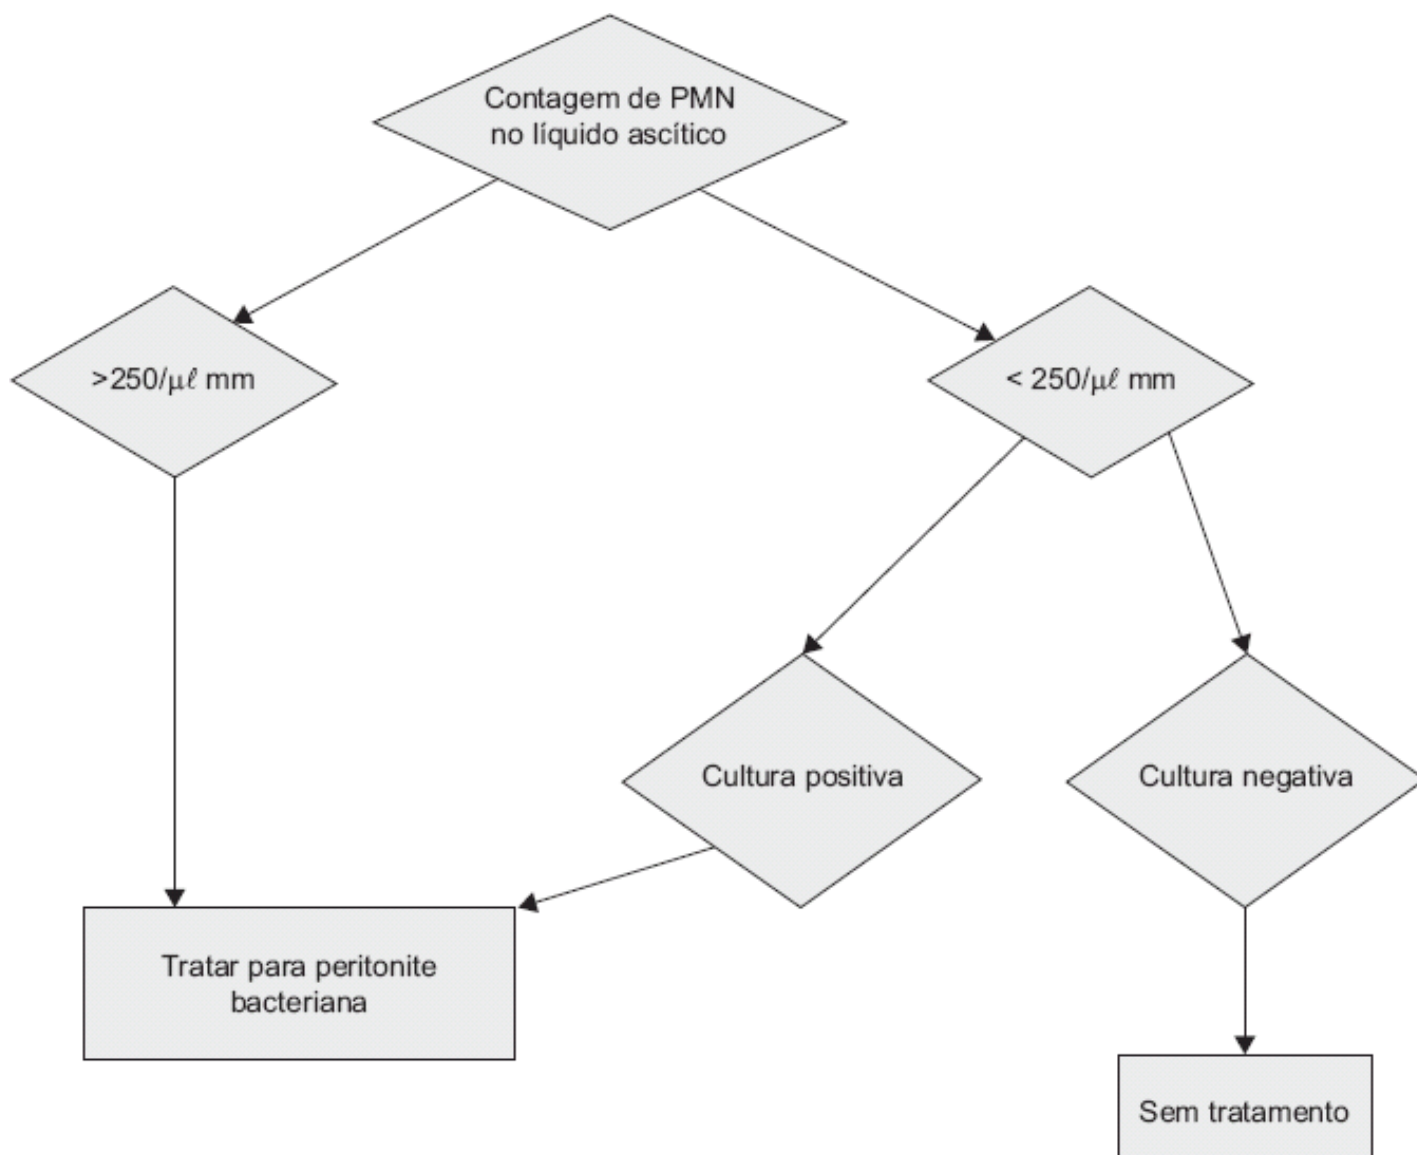 Contagem de PMN
no líquido ascítico
>250/μℓ mm
< 250/μℓ mm
Cultura positiva
Cultura negativa
Tratar para peritonite
bacteriana
Sem tratamento